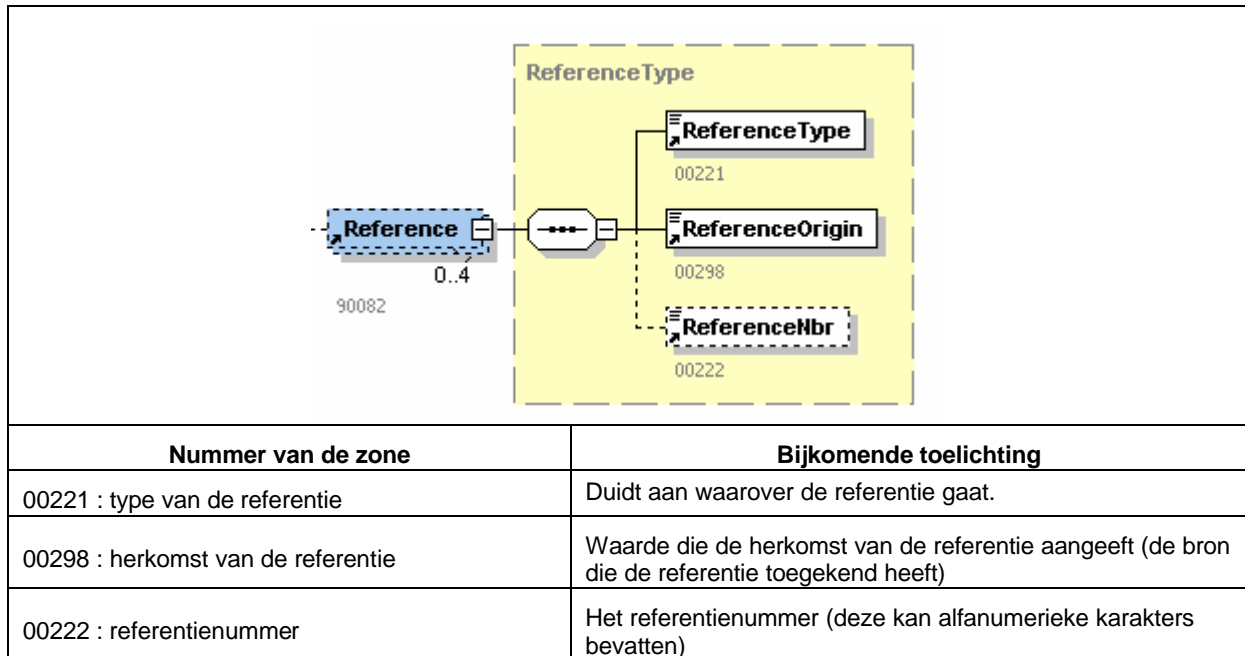 ReferenceType
ReferenceType
00221
Reference
0..4
90082
ReferenceOrigin
00298
ReferenceNbr
00222
Nummer van de zone
Bijkomende toelichting
00221 : type van de referentie
Duidt aan waarover de referentie gaat.
00298 : herkomst van de referentie
Waarde die de herkomst van de referentie aangeeft (de bron
die de referentie toegekend heeft)
00222 : referentienummer
Het referentienummer (deze kan alfanumerieke karakters
bevatten)